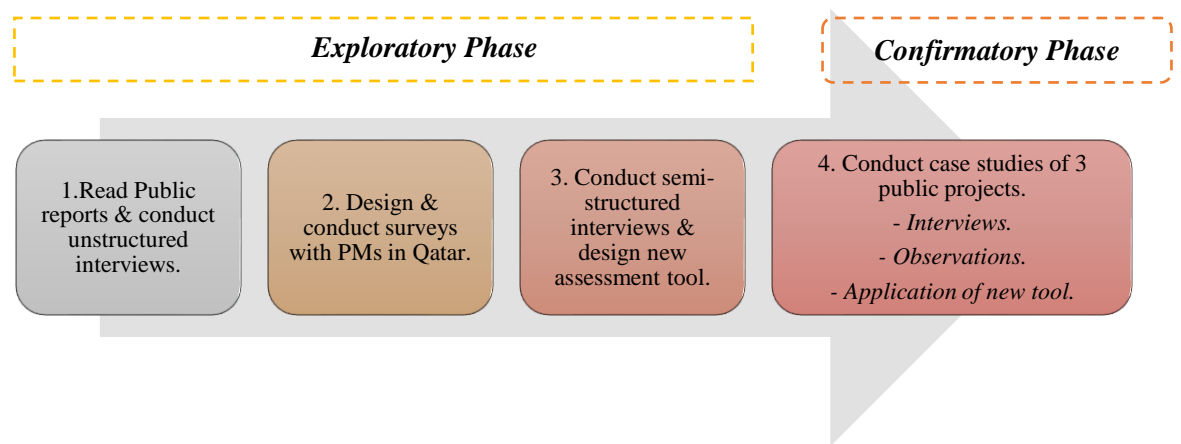 Exploratory Phase
Confirmatory Phase
1.Read Public
reports & conduct
unstructured
interviews.
2. Design &
conduct surveys
with PMs in Qatar.
3. Conduct semi-
structured
interviews &
design new
assessment tool.
4. Conduct case studies of 3
public projects.
- Interviews.
- Observations.
- Application of new tool.